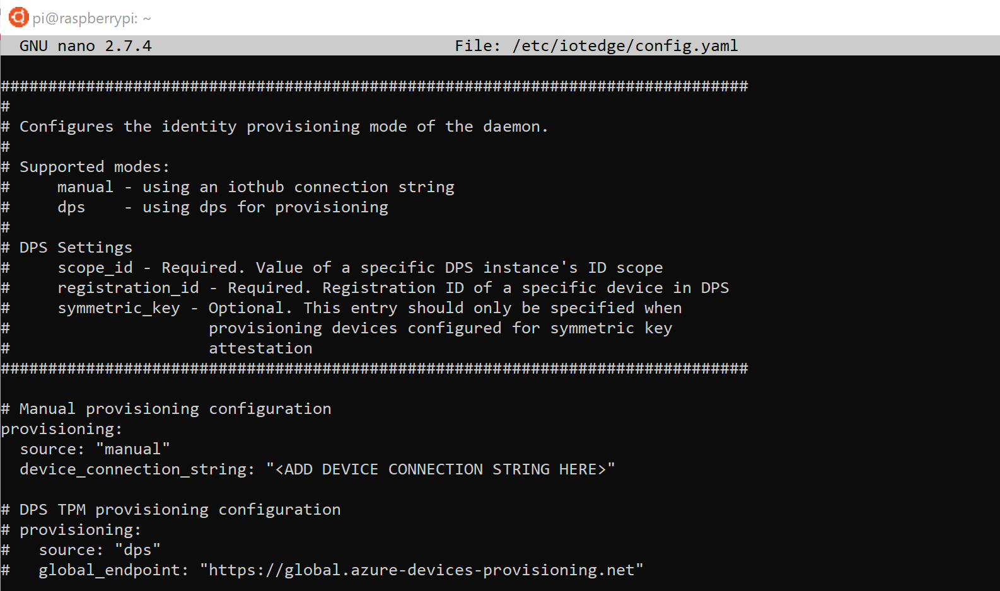 pi@raspberrypi: ~
GNU nano 2.7.4 File: /etc/iotedge/config.yaml
###############################################################################
#
# Configures the identity provisioning mode of the daemon.
#
# Supported modes:
#     manual - using an iothub connection string
#     dps    - using dps for provisioning
#
# DPS Settings
#     scope_id - Required. Value of a specific DPS instance's ID scope
#     registration_id - Required. Registration ID of a specific device in DPS
#     symmetric_key - Optional. This entry should only be specified when
#                     provisioning devices configured for symmetric key
#                     attestation
###############################################################################
# Manual provisioning configuration
provisioning:
  source: "manual"
  device_connection_string: "<ADD DEVICE CONNECTION STRING HERE>"
# DPS TPM provisioning configuration
# provisioning:
#   source: "dps"
#   global_endpoint: "https://global.azure-devices-provisioning.net"